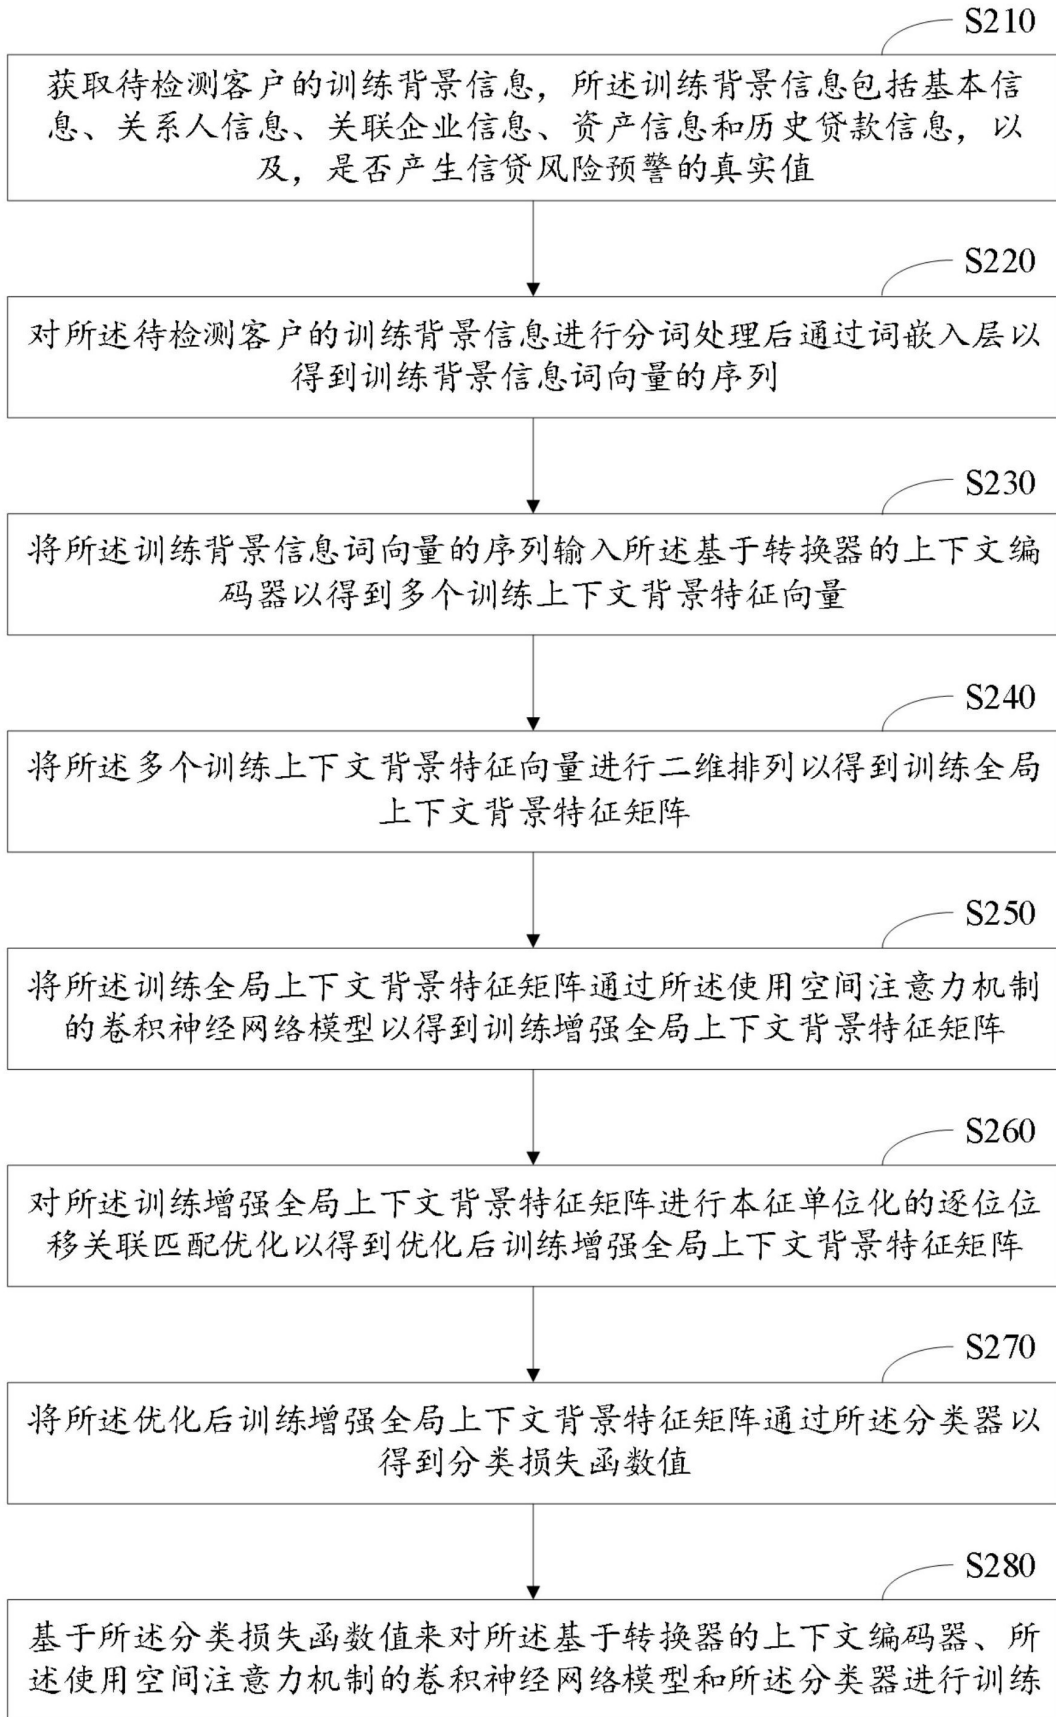 S210
获取待检测客户的训练背景信息，所述训练背景信息包括基本信
息、关系人信息、关联企业信息、资产信息和历史贷款信息，以
及，是否产生信贷风险预警的真实值
S220
对所述待检测客户的训练背景信息进行分词处理后通过词嵌入层以
得到训练背景信息词向量的序列
S230
将所述训练背景信息词向量的序列输入所述基于转换器的上下文编
码器以得到多个训练上下文背景特征向量
S240
将所述多个训练上下文背景特征向量进行二维排列以得到训练全局
上下文背景特征矩阵
S250
将所述训练全局上下文背景特征矩阵通过所述使用空间注意力机制
的卷积神经网络模型以得到训练增强全局上下文背景特征矩阵
S260
对所述训练增强全局上下文背景特征矩阵进行本征单位化的逐位位
移关联匹配优化以得到优化后训练增强全局上下文背景特征矩阵
S270
将所述优化后训练增强全局上下文背景特征矩阵通过所述分类器以
得到分类损失函数值
S280
基于所述分类损失函数值来对所述基于转换器的上下文编码器、所
述使用空间注意力机制的卷积神经网络模型和所述分类器进行训练